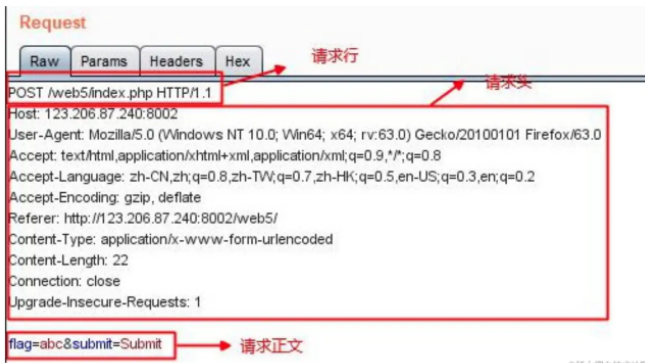 Request
Raw Params Headers Hex 请求行
请求头
POST /web5/index.php HTTP/1.1
Host: 123.206.87.240:8002
User-Agent: Mozilla/5.0 (Windows NT 10.0; Win64; x64; rv:63.0) Gecko/20100101 Firefox/63.0
Accept: text/html,application/xhtml+xml,application/xml;q=0.9,*/*;q=0.8
Accept-Language: zh-CN,zh;q=0.8,zh-TW;q=0.7,zh-HK;q=0.5,en-US;q=0.3,en;q=0.2
Accept-Encoding: gzip, deflate
Referer: http://123.206.87.240:8002/web5/
Content-Type: application/x-www-form-urlencoded
Content-Length: 22
Connection: close
Upgrade-Insecure-Requests: 1
flag=abc&submit=Submit 请求正文